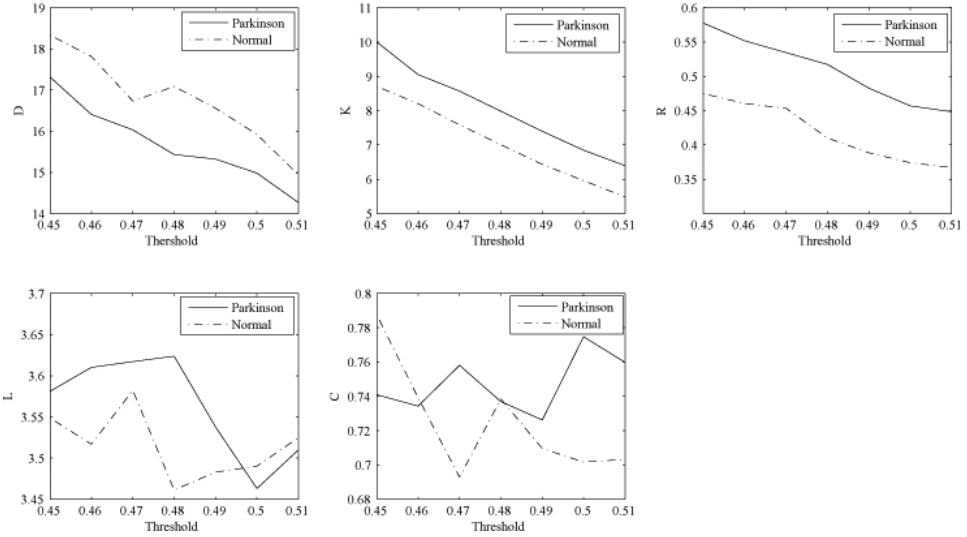 19
18
17
16
15
14
D
Parkinson
Normal
0.45 0.46 0.47 0.48 0.49 0.5 0.51
Thershold
11
10
9
8
7
6
5
K
Parkinson
Normal
0.45 0.46 0.47 0.48 0.49 0.5 0.51
Threshold
0.6
0.55
0.5
0.45
0.4
0.35
R
Parkinson
Normal
0.45 0.46 0.47 0.48 0.49 0.5 0.51
Threshold
3.7
3.65
3.6
3.55
3.5
3.45
L
Parkinson
Normal
0.45 0.46 0.47 0.48 0.49 0.5 0.51
Threshold
0.8
0.78
0.76
0.74
0.72
0.7
0.68
C
Parkinson
Normal
0.45 0.46 0.47 0.48 0.49 0.5 0.51
Threshold